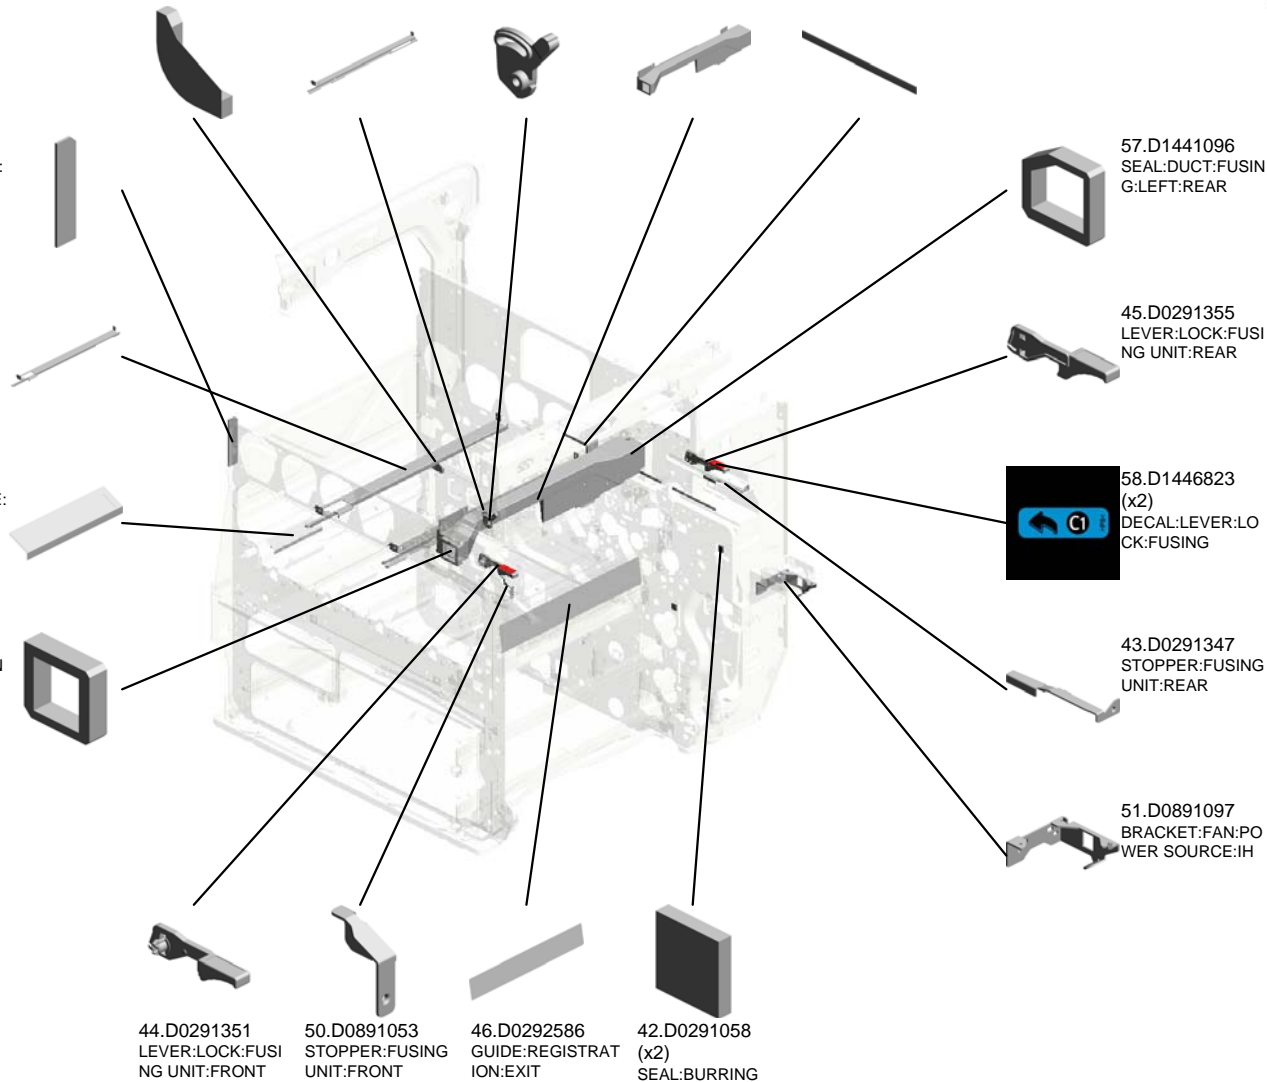 57.D1441096
SEAL:DUCT:FUSIN
G:LEFT:REAR
45.D0291355
LEVER:LOCK:FUSI
NG UNIT:REAR
E:
58.D1446823
(x2)
DECAL:LEVER:LO
CK:FUSING
C1
N
43.D0291347
STOPPER:FUSING
UNIT:REAR
51.D0891097
BRACKET:FAN:PO
WER SOURCE:IH
44.D0291351
LEVER:LOCK:FUSI
NG UNIT:FRONT
50.D0891053
STOPPER:FUSING
UNIT:FRONT
46.D0292586
GUIDE:REGISTRAT
ION:EXIT
42.D0291058
(x2)
SEAL:BURRING